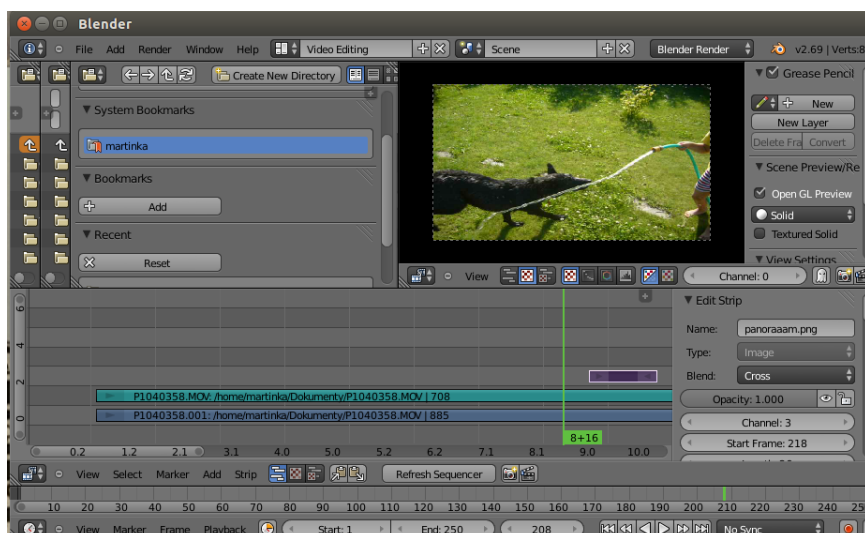 Blender
File Add Render Window Help Video Editing Scene Blender Render v2.69 | Verts:8
Create New Directory Grease Pencil
System Bookmarks New
martinka New Layer
Delete Fra Convert
Bookmarks Scene Preview/Re
Add Open GL Preview
Recent Solid
Reset Textured Solid
View Settings
View Channel: 0
6 Edit Strip
Name: panoraaam.png
4 Type: Image
2 Blend: Cross
P1040358.MOV: /home/martinka/Dokumenty/P1040358.MOV | 708 Opacity: 1.000
0 P1040358.001: /home/martinka/Dokumenty/P1040358.MOV | 885 Channel: 3
8+16 Start Frame: 218
0.2 1.2 2.1 3.1 4.0 5.0 5.2 6.2 7.1 8.1 9.0 10.0
View Select Marker Add Strip Refresh Sequencer
10 20 30 40 50 60 70 80 90 100 110 120 130 140 150 160 170 180 190 200 210 220 230 240 25
View Marker Frame Playback Start: 1 End: 250 208 No Sync